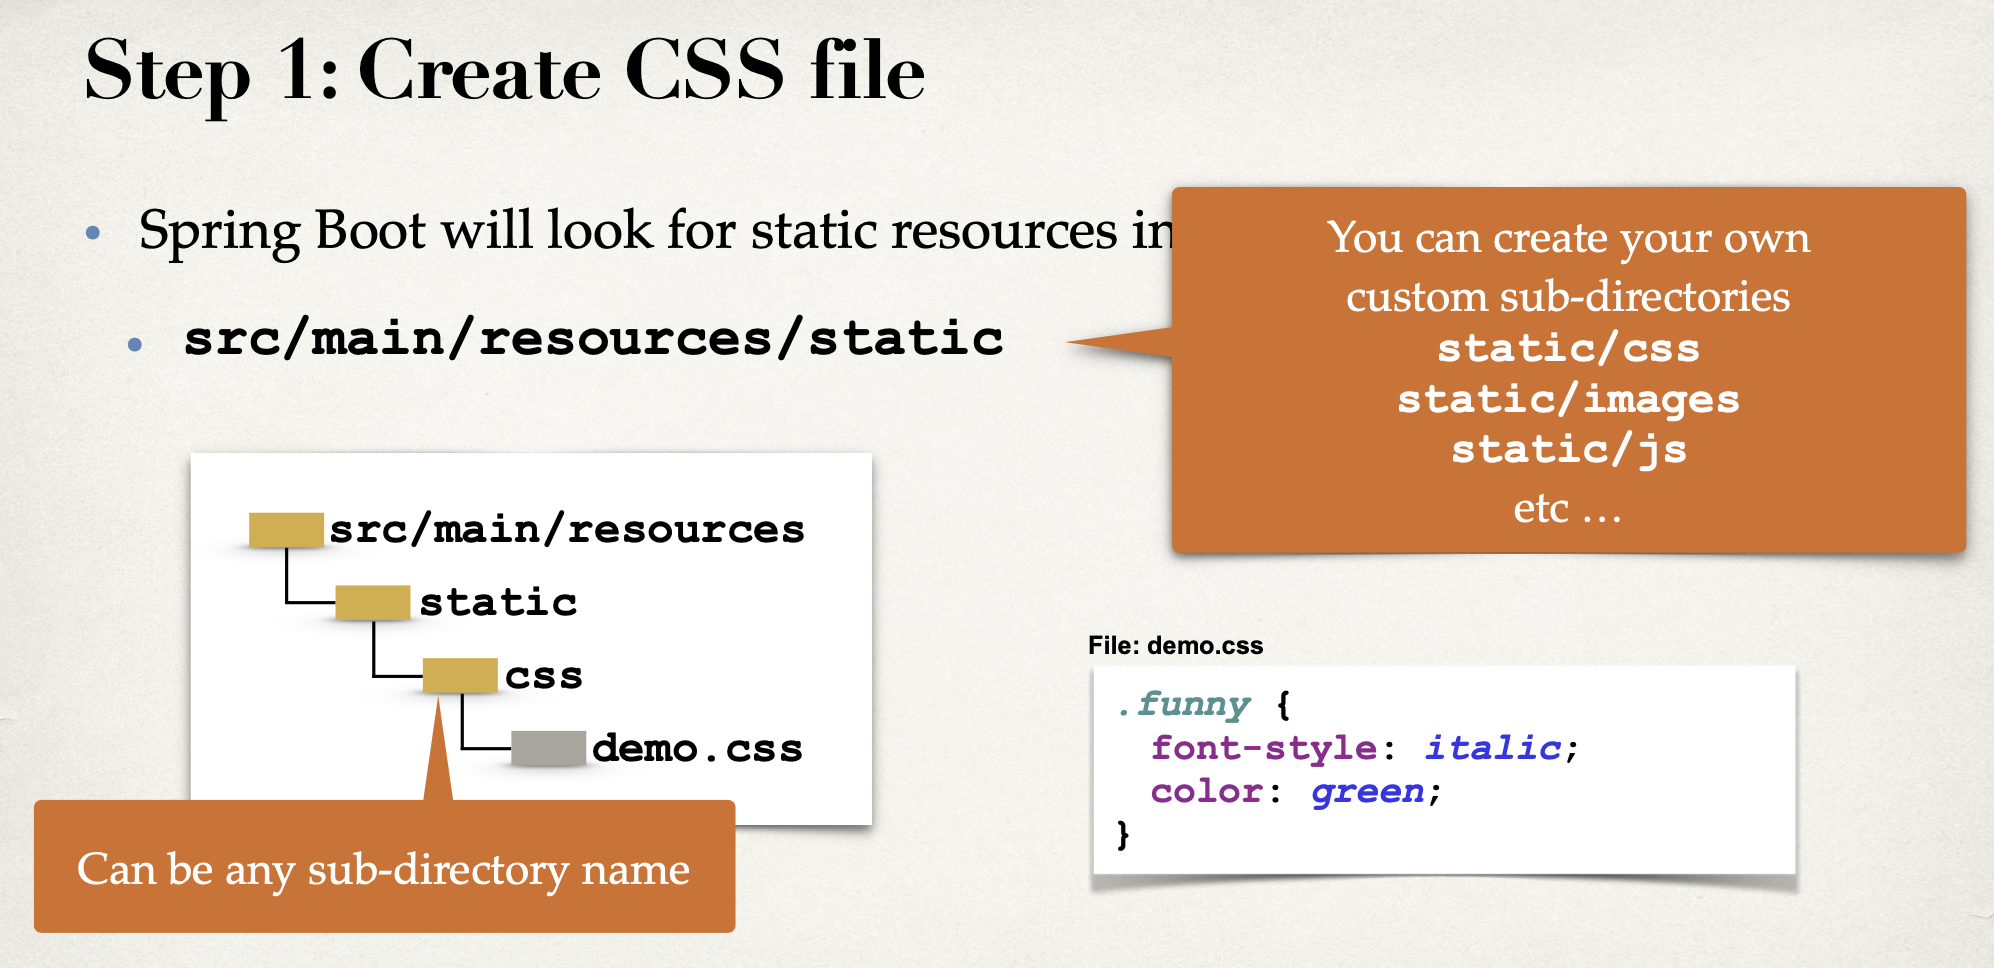 Step 1: Create CSS file
• Spring Boot will look for static resources in
• src/main/resources/static
You can create your own
custom sub-directories
static/css
static/images
static/js
etc …
src/main/resources
static
css
demo.css
Can be any sub-directory name
File: demo.css
.funny {
  font-style: italic;
  color: green;
}